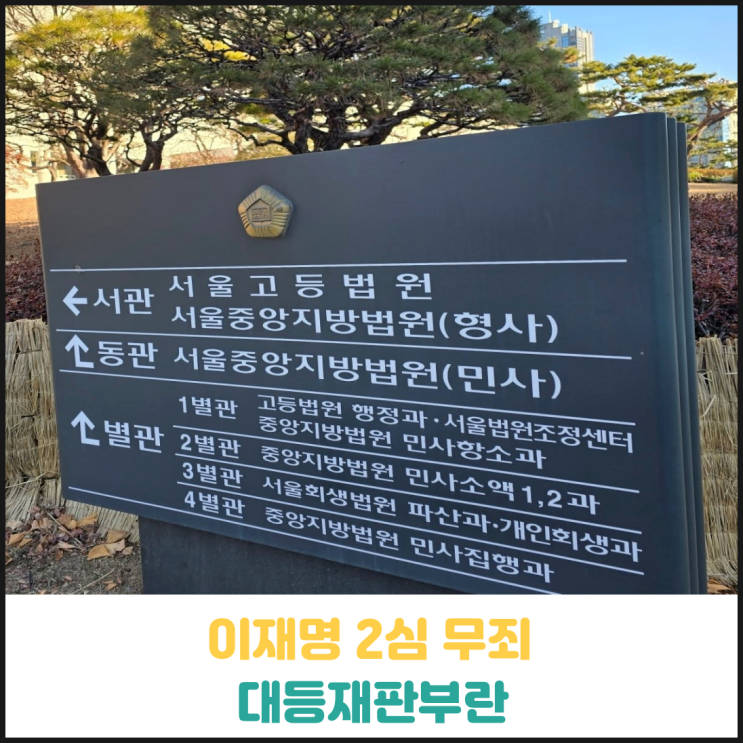 ←서관 서울고등법원
서울중앙지방법원(형사)
↑동관 서울중앙지방법원(민사)
↑별관 1별관 고등법원 행정과·서울법원조정센터
중앙지방법원 민사항소과
2별관 중앙지방법원 민사소액1,2과
3별관 서울회생법원 파산과·개인회생과
4별관 중앙지방법원 민사집행과
이재명 2심 무죄
대등재판부란